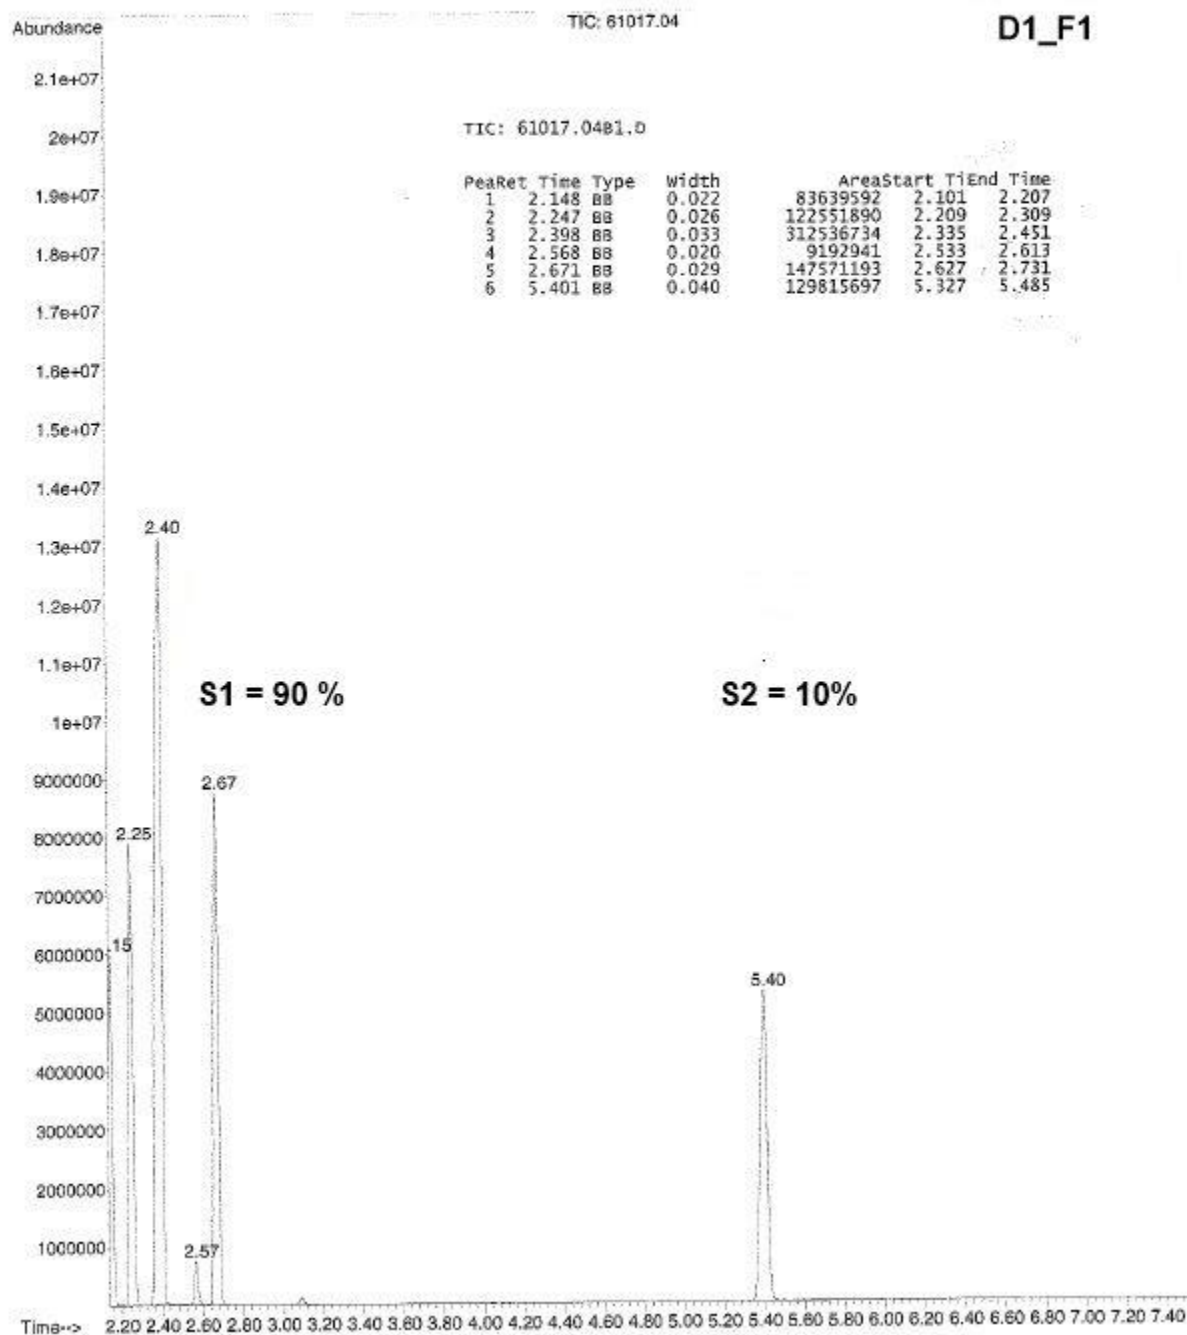 Abundance
TIC: 61017.04
D1_F1
2.1e+07
2e+07
1.9e+07
1.8e+07
1.7e+07
1.6e+07
1.5e+07
1.4e+07
1.3e+07
1.2e+07
1.1e+07
1e+07
9000000
8000000
7000000
6000000
5000000
4000000
3000000
2000000
1000000
TIC: 61017.04B1.D
PeaRet Time Type Width AreaStart TiEnd Time
1 2.148 BB 0.022 83639592 2.101 2.207
2 2.247 BB 0.026 122551890 2.209 2.309
3 2.398 BB 0.033 312536734 2.335 2.451
4 2.568 BB 0.020 9192941 2.533 2.613
5 2.671 BB 0.029 147571193 2.627 2.731
6 5.401 BB 0.040 129815697 5.327 5.485
2.40
S1 = 90 %
S2 = 10%
2.67
2.25
15
5.40
2.57
Time--> 2.20 2.40 2.60 2.80 3.00 3.20 3.40 3.60 3.80 4.00 4.20 4.40 4.60 4.80 5.00 5.20 5.40 5.60 5.80 6.00 6.20 6.40 6.60 6.80 7.00 7.20 7.40